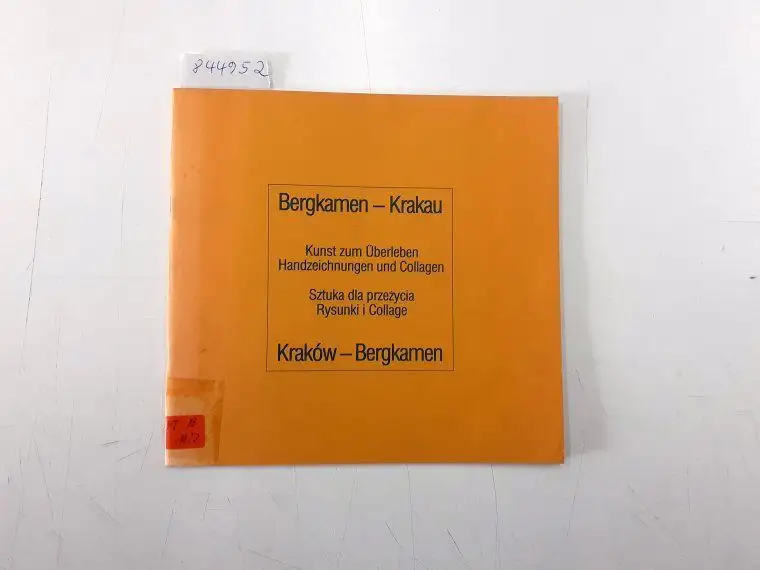 844952
Bergkamen – Krakau
Kunst zum Überleben
Handzeichnungen und Collagen
Sztuka dla przeżycia
Rysunki i Collage
Kraków – Bergkamen